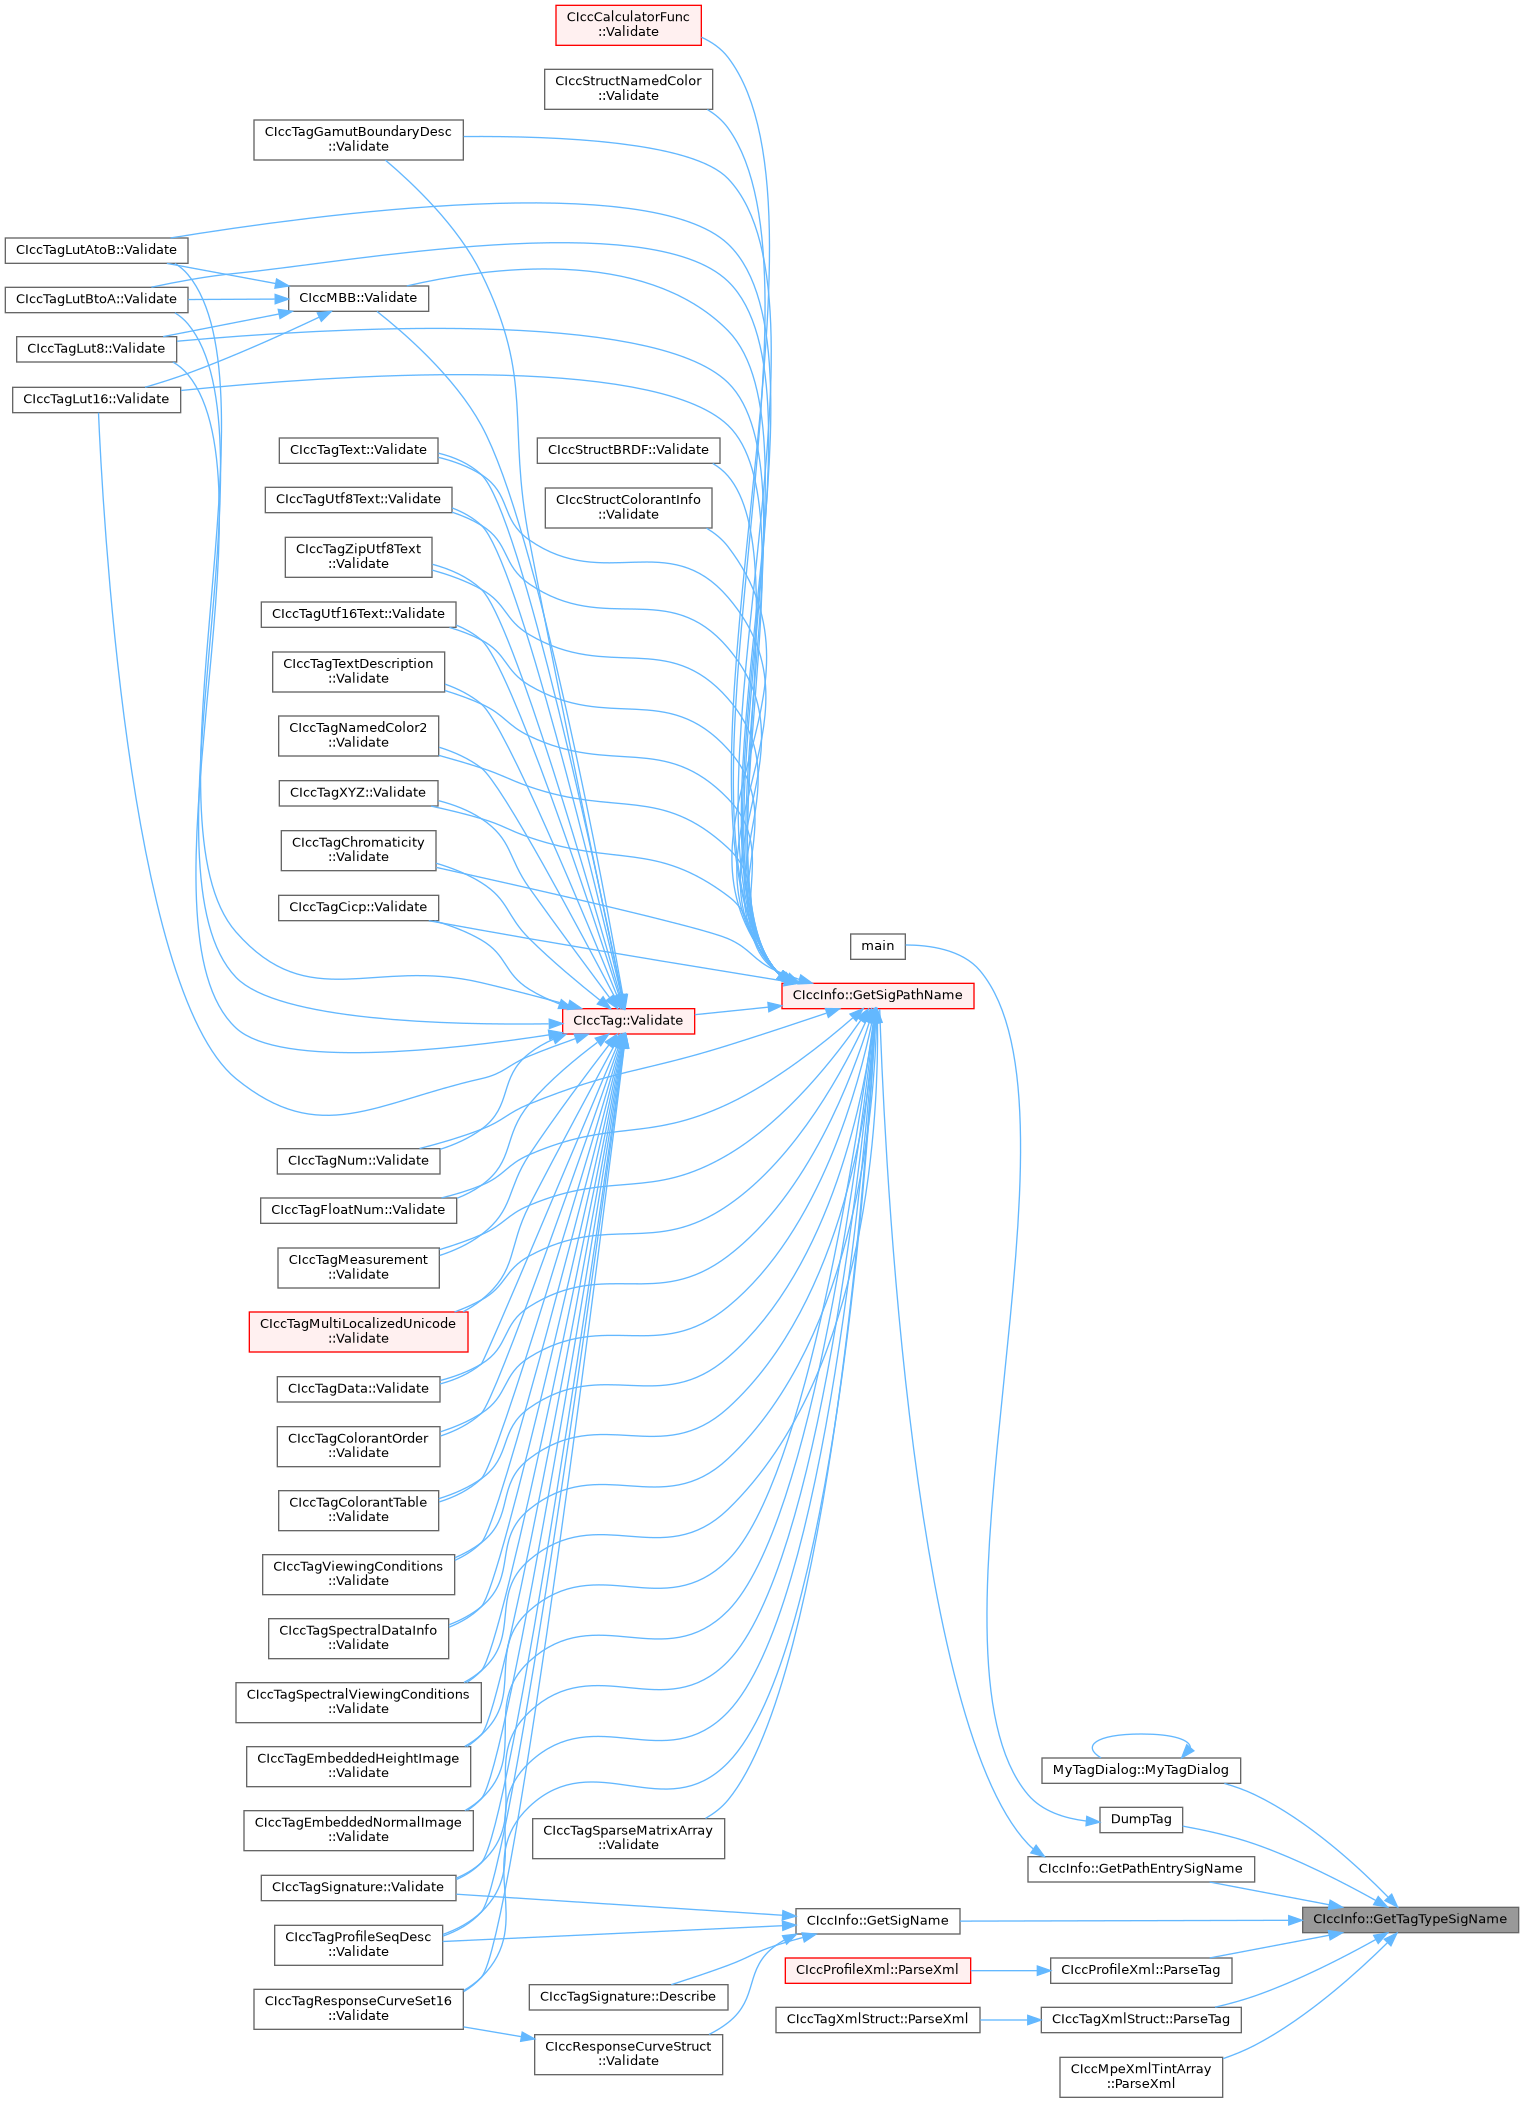 CIccCalculatorFunc
::Validate
CIccStructNamedColor
::Validate
CIccTagGamutBoundaryDesc
::Validate
CIccTagLutAtoB::Validate
CIccTagLutBtoA::Validate
CIccMBB::Validate
CIccTagLut8::Validate
CIccTagLut16::Validate
CIccTagText::Validate
CIccStructBRDF::Validate
CIccTagUtf8Text::Validate
CIccStructColorantInfo
::Validate
CIccTagZipUtf8Text
::Validate
CIccTagUtf16Text::Validate
CIccTagTextDescription
::Validate
CIccTagNamedColor2
::Validate
CIccTagXYZ::Validate
CIccTagChromaticity
::Validate
CIccTagCicp::Validate
main
CIccInfo::GetSigPathName
CIccTag::Validate
CIccTagNum::Validate
CIccTagFloatNum::Validate
CIccTagMeasurement
::Validate
CIccTagMultiLocalizedUnicode
::Validate
CIccTagData::Validate
CIccTagColorantOrder
::Validate
CIccTagColorantTable
::Validate
CIccTagViewingConditions
::Validate
CIccTagSpectralDataInfo
::Validate
CIccTagSpectralViewingConditions
::Validate
CIccTagEmbeddedHeightImage
::Validate
MyTagDialog::MyTagDialog
CIccTagEmbeddedNormalImage
::Validate
DumpTag
CIccTagSparseMatrixArray
::Validate
CIccInfo::GetPathEntrySigName
CIccTagSignature::Validate
CIccInfo::GetSigName
CIccInfo::GetTagTypeSigName
CIccTagProfileSeqDesc
::Validate
CIccProfileXml::ParseXml
CIccProfileXml::ParseTag
CIccTagSignature::Describe
CIccTagResponseCurveSet16
::Validate
CIccTagXmlStruct::ParseXml
CIccTagXmlStruct::ParseTag
CIccResponseCurveStruct
::Validate
CIccMpeXmlTintArray
::ParseXml